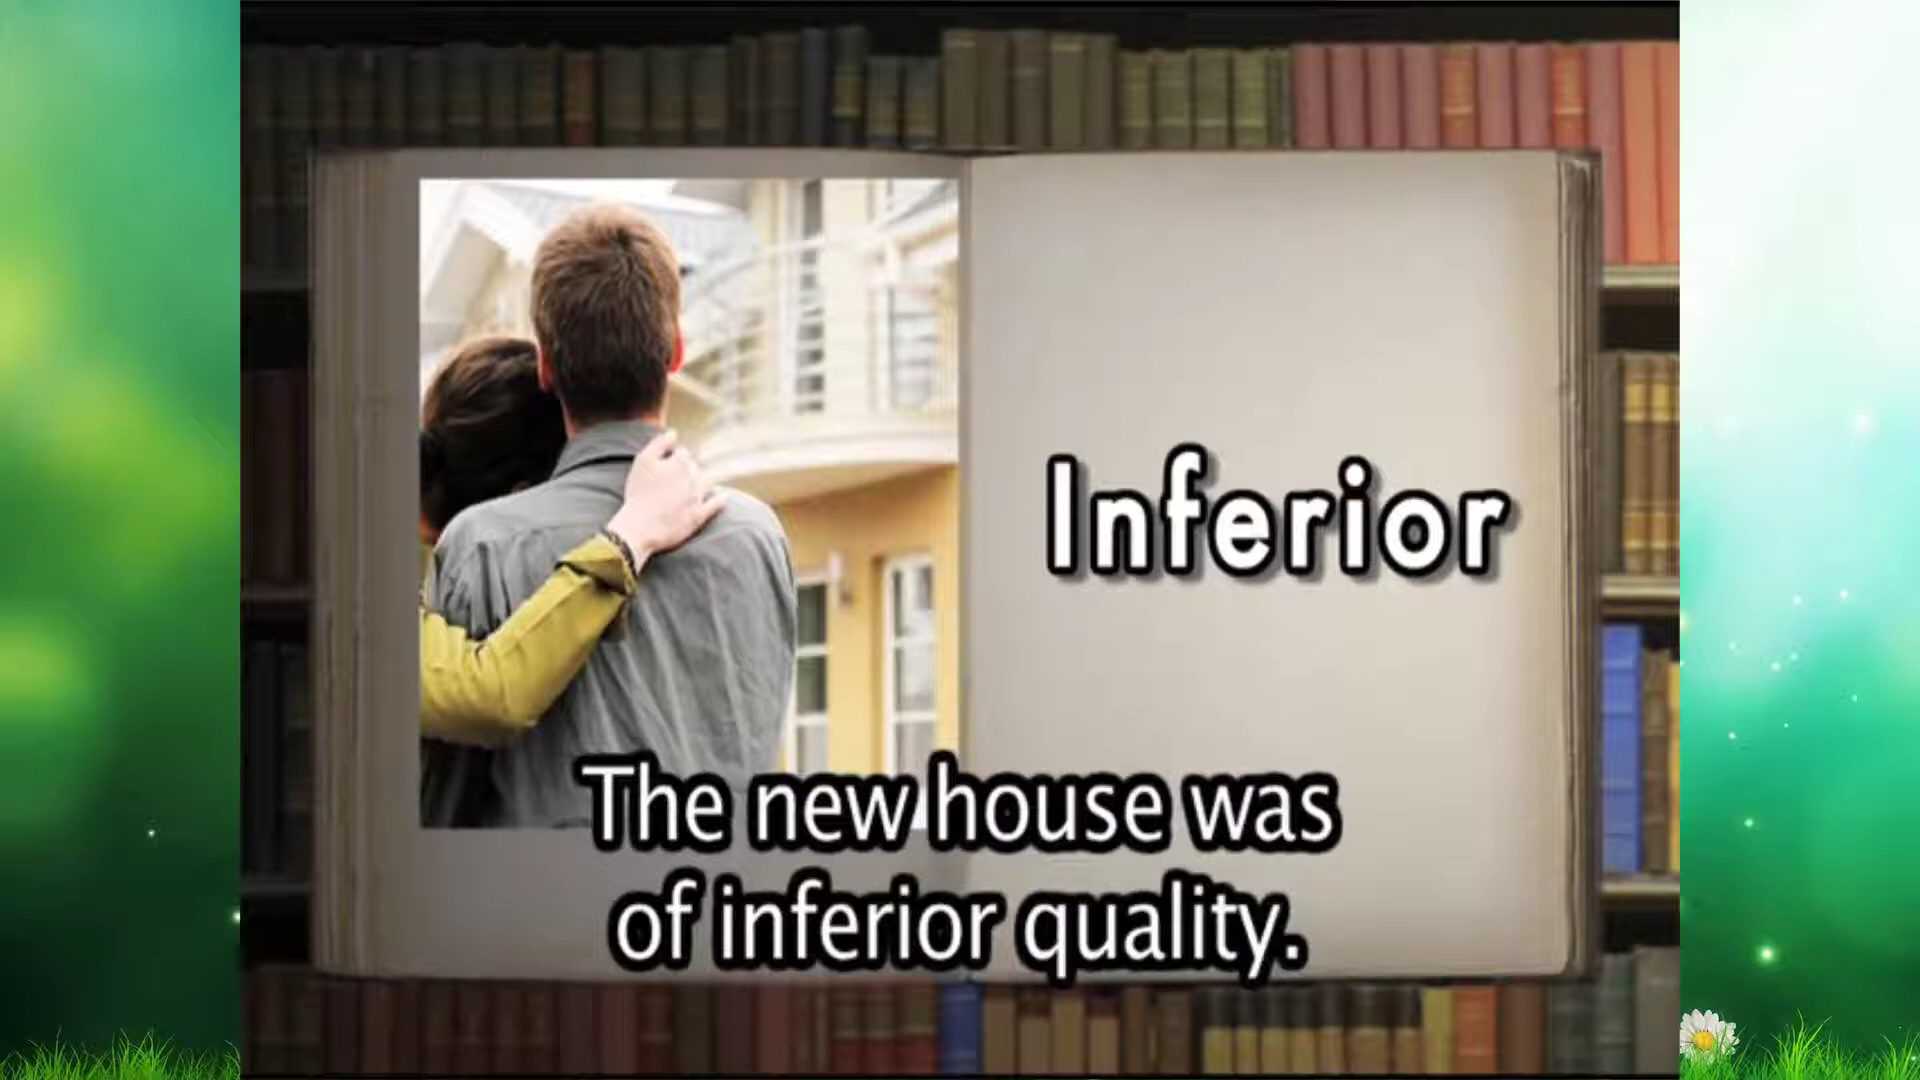 Inferior
The new house was
of inferior quality.